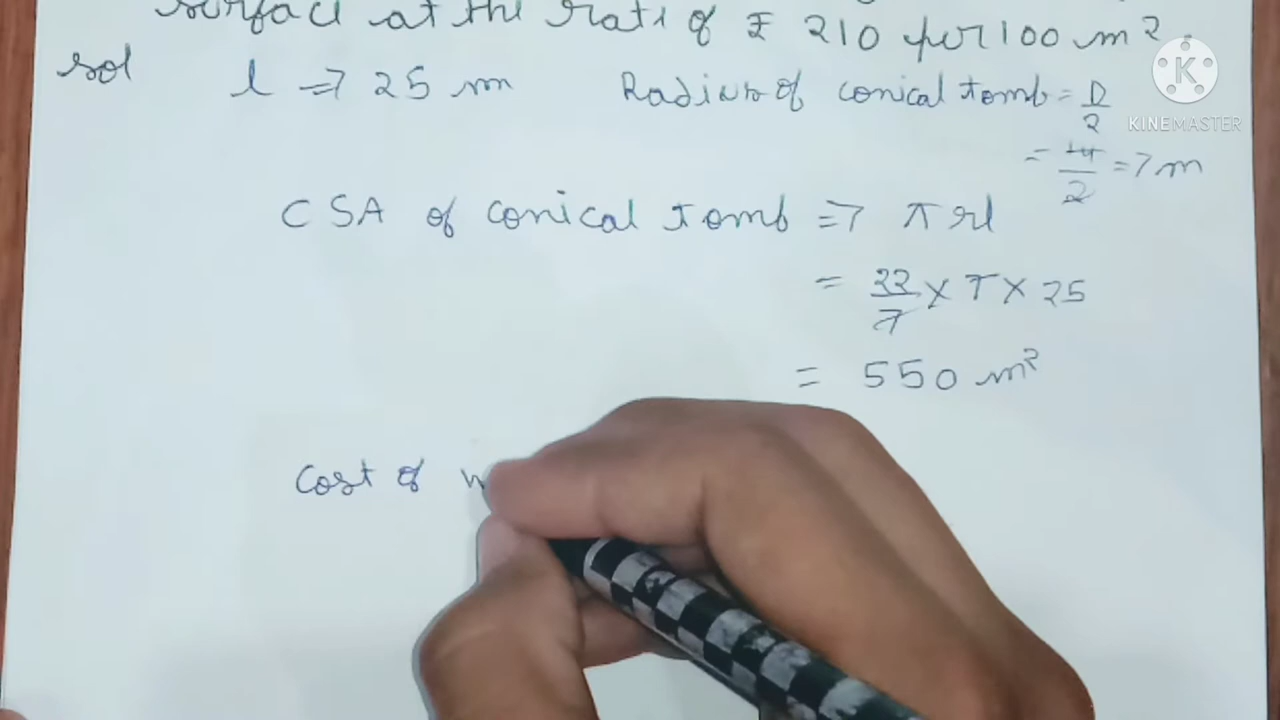 surface at the rate of ₹ 210 per 100 m²
sol l => 25 m Radius of conical tomb = D/2
= 14/2 = 7 m
KINEMASTER
CSA of conical tomb => π rl
= 22/7 × 7 × 25
= 550 m²
Cost of w